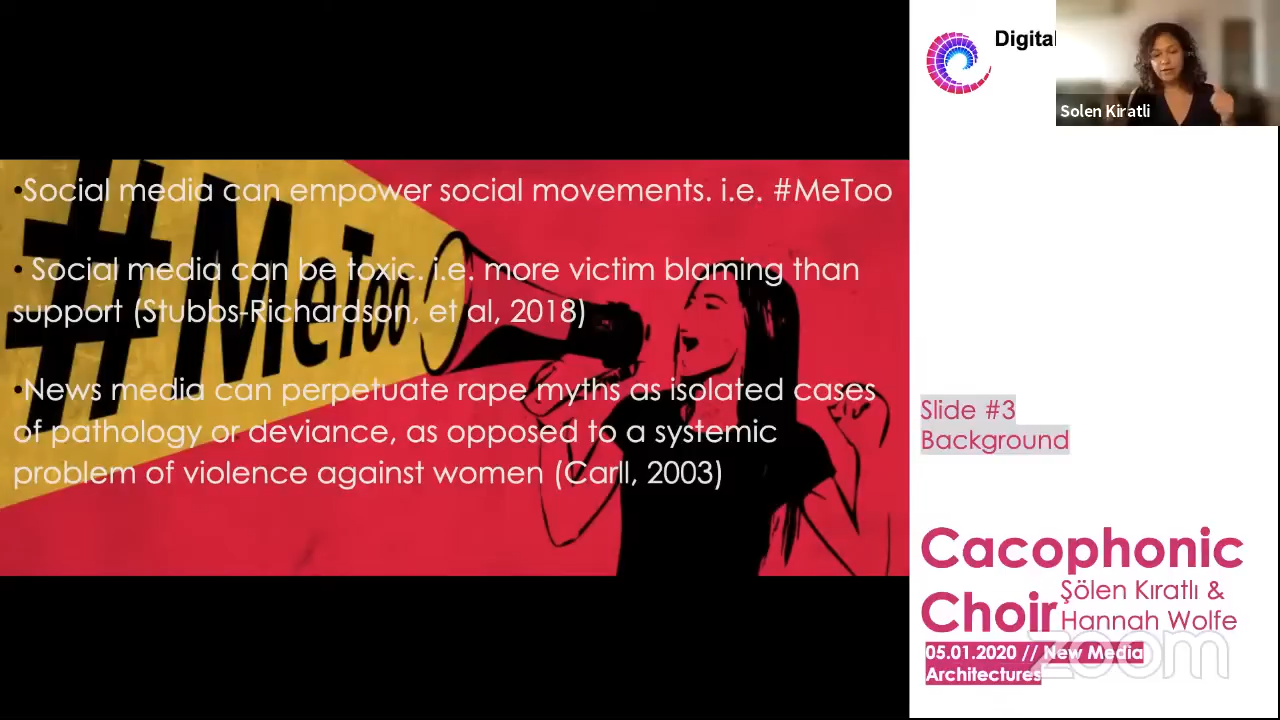 Digital
Solen Kiratli
#MeToo
•Social media can empower social movements. i.e. #MeToo
• Social media can be toxic. i.e. more victim blaming than
support (Stubbs-Richardson, et al, 2018)
•News media can perpetuate rape myths as isolated cases
of pathology or deviance, as opposed to a systemic
problem of violence against women (Carll, 2003)
Slide #3
Background
Cacophonic
Choir
Şölen Kıratlı &
Hannah Wolfe
05.01.2020 // New Media
Architectures
zoom